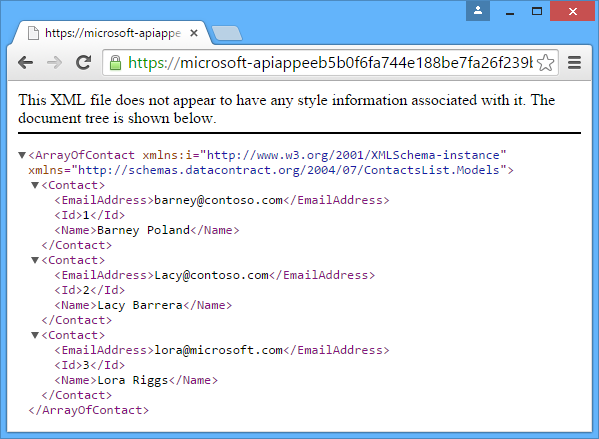 https://microsoft-apiappe
https://microsoft-apiappeeb5b0f6fa744e188be7fa26f239b
This XML file does not appear to have any style information associated with it. The
document tree is shown below.
<ArrayOfContact xmlns:i="http://www.w3.org/2001/XMLSchema-instance"
xmlns="http://schemas.datacontract.org/2004/07/ContactsList.Models">
<Contact>
<EmailAddress>barney@contoso.com</EmailAddress>
<Id>1</Id>
<Name>Barney Poland</Name>
</Contact>
<Contact>
<EmailAddress>Lacy@contoso.com</EmailAddress>
<Id>2</Id>
<Name>Lacy Barrera</Name>
</Contact>
<Contact>
<EmailAddress>lora@microsoft.com</EmailAddress>
<Id>3</Id>
<Name>Lora Riggs</Name>
</Contact>
</ArrayOfContact>